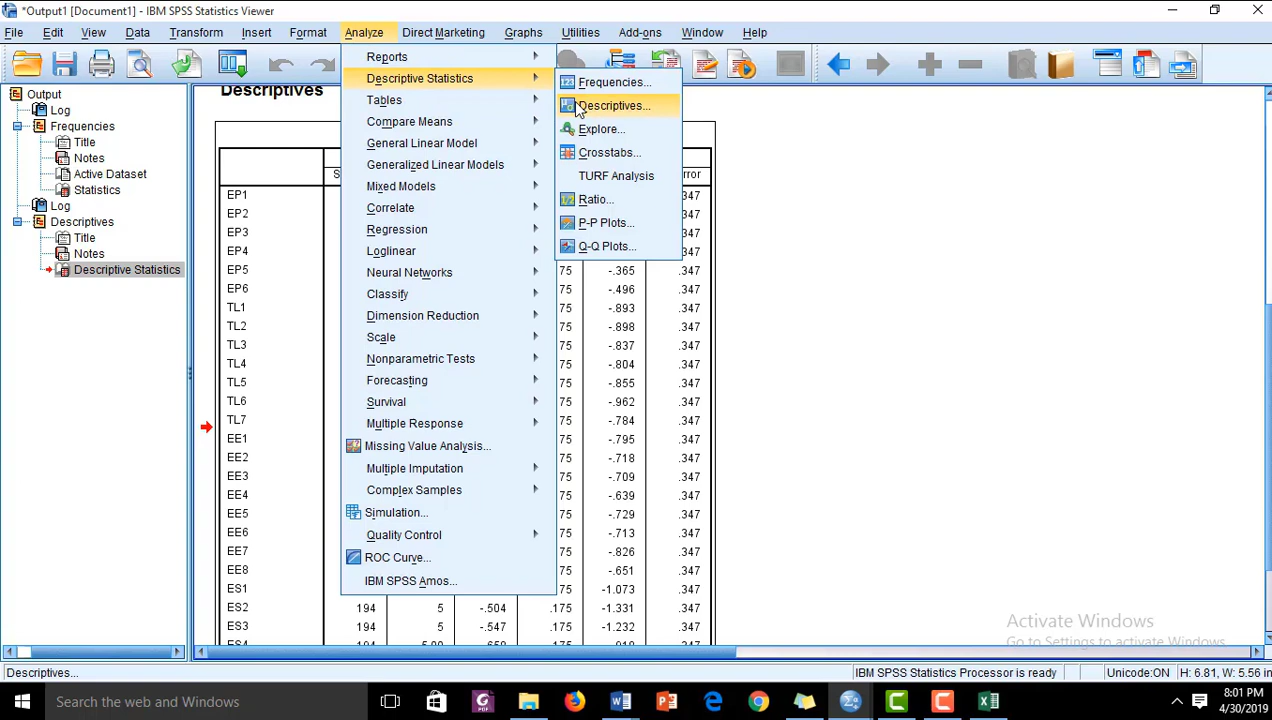 *Output1 [Document1] - IBM SPSS Statistics Viewer
File Edit View Data Transform Insert Format Analyze Direct Marketing Graphs Utilities Add-ons Window Help
Output
Log
Frequencies
Title
Notes
Active Dataset
Statistics
Log
Descriptives
Title
Notes
Descriptive Statistics
Reports
Descriptive Statistics
Tables
Compare Means
General Linear Model
Generalized Linear Models
Mixed Models
Correlate
Regression
Loglinear
Neural Networks
Classify
Dimension Reduction
Scale
Nonparametric Tests
Forecasting
Survival
Multiple Response
Missing Value Analysis...
Multiple Imputation
Complex Samples
Simulation...
Quality Control
ROC Curve...
IBM SPSS Amos...
Frequencies...
Descriptives...
Explore...
Crosstabs...
TURF Analysis
Ratio...
P-P Plots...
Q-Q Plots...
Descriptives
S rror
EP1 .347
EP2 .347
EP3 .347
EP4 .347
EP5 75 -.365 .347
EP6 75 -.496 .347
TL1 75 -.893 .347
TL2 75 -.898 .347
TL3 75 -.837 .347
TL4 75 -.804 .347
TL5 75 -.855 .347
TL6 75 -.962 .347
TL7 75 -.784 .347
EE1 75 -.795 .347
EE2 75 -.718 .347
EE3 75 -.709 .347
EE4 75 -.639 .347
EE5 75 -.729 .347
EE6 75 -.713 .347
EE7 75 -.826 .347
EE8 75 -.651 .347
ES1 75 -1.073 .347
ES2 194 5 -.504 .175 -1.331 .347
ES3 194 5 -.547 .175 -1.232 .347
Activate Windows
Go to Settings to activate Windows.
Descriptives...
IBM SPSS Statistics Processor is ready Unicode:ON H: 6.81, W: 5.56 in
Search the web and Windows
8:01 PM
4/30/2019